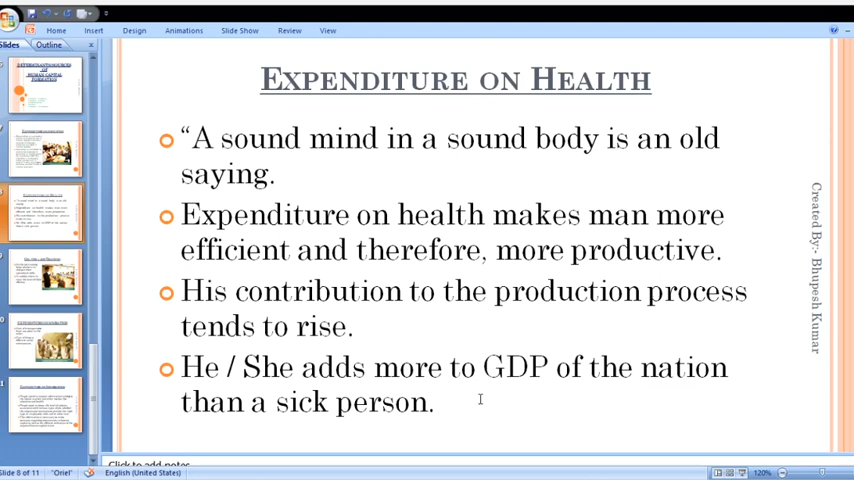 Home Insert Design Animations Slide Show Review View
Slides Outline
EXPENDITURE ON HEALTH
“A sound mind in a sound body is an old
saying.
Expenditure on health makes man more
efficient and therefore, more productive.
His contribution to the production process
tends to rise.
He / She adds more to GDP of the nation
than a sick person.
Created By:- Bhupesh Kumar
Click to add notes
Slide 8 of 11 "Oriel" English (United States) 120%